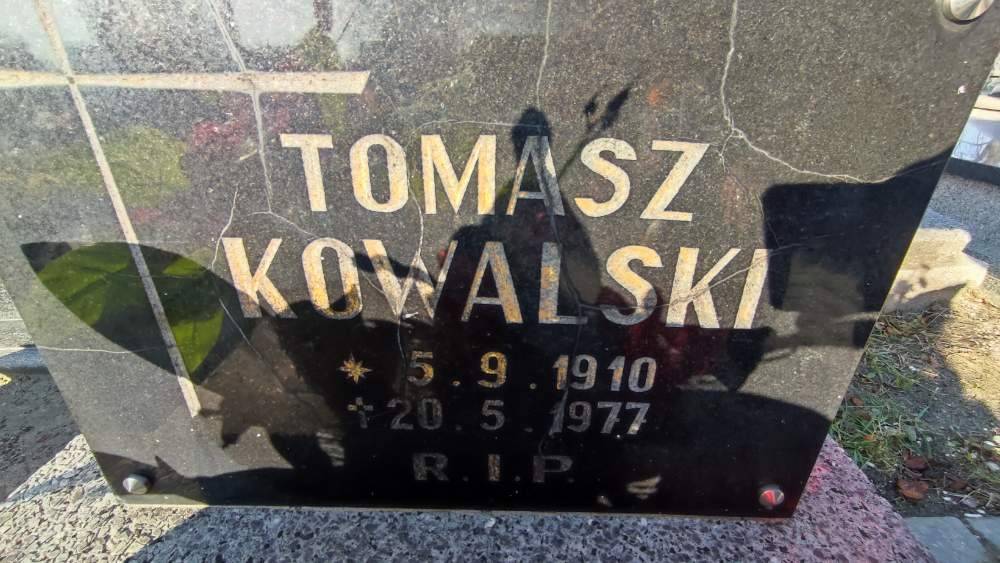 TOMASZ
KOWALSKI
* 5.9.1910
† 20.5.1977
R.I.P.